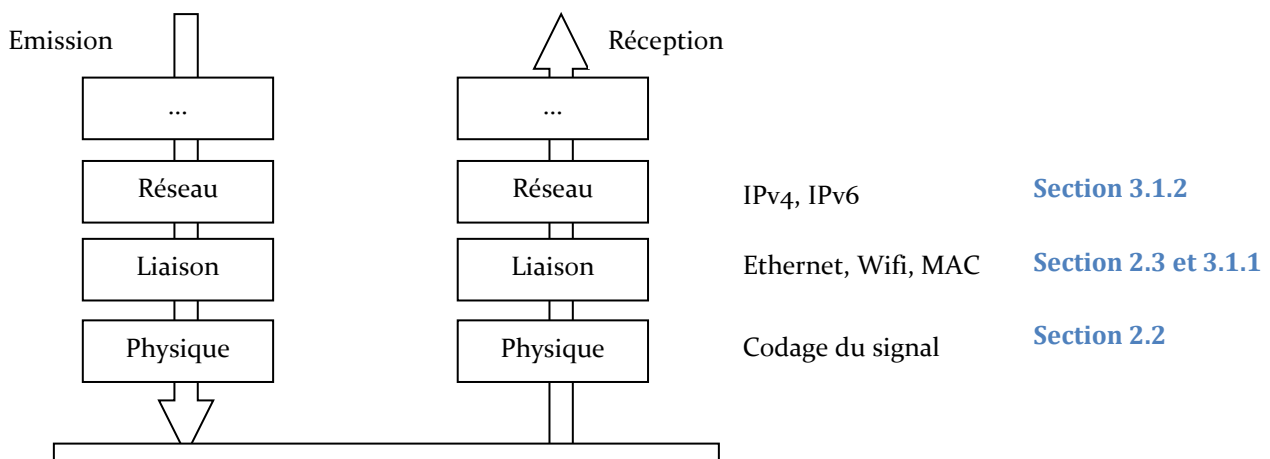 Emission Réception
... ...
Réseau Réseau IPv4, IPv6 Section 3.1.2
Liaison Liaison Ethernet, Wifi, MAC Section 2.3 et 3.1.1
Physique Physique Codage du signal Section 2.2